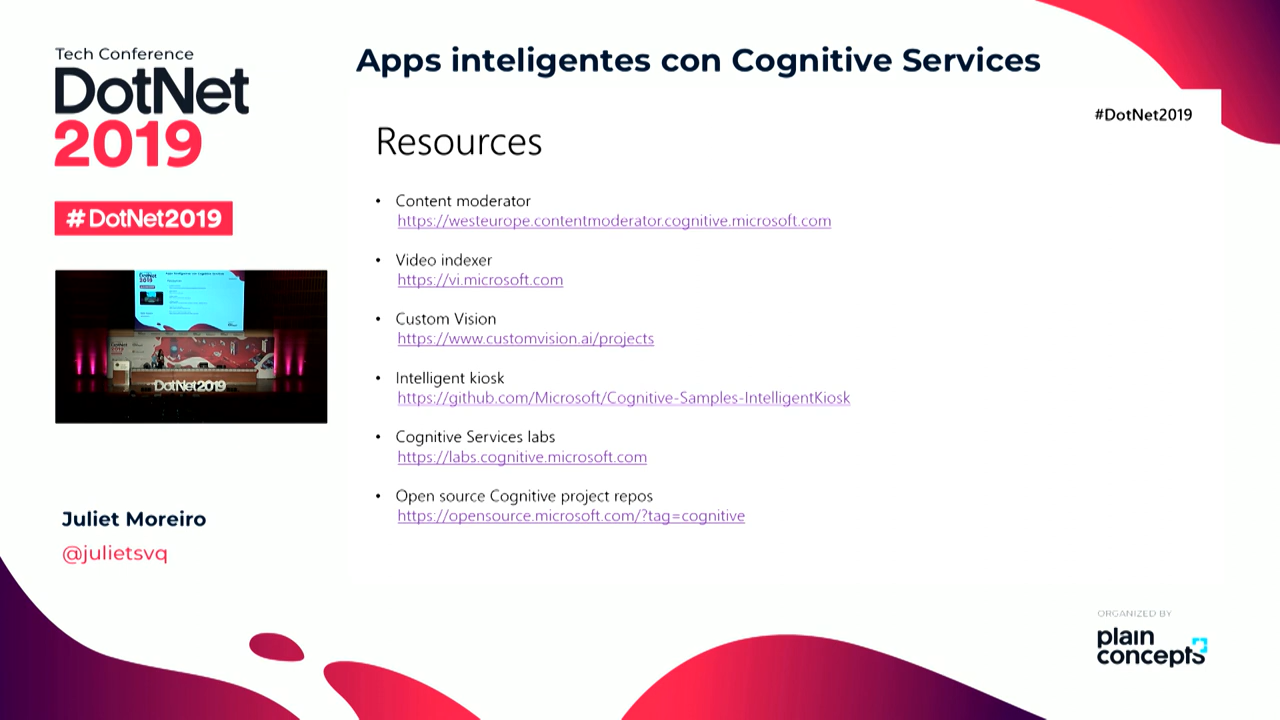 Tech Conference
DotNet
2019
#DotNet2019
DotNet2019
Juliet Moreiro
@julietsvq
Apps inteligentes con Cognitive Services
#DotNet2019
Resources
• Content moderator
https://westeurope.contentmoderator.cognitive.microsoft.com
• Video indexer
https://vi.microsoft.com
• Custom Vision
https://www.customvision.ai/projects
• Intelligent kiosk
https://github.com/Microsoft/Cognitive-Samples-IntelligentKiosk
• Cognitive Services labs
https://labs.cognitive.microsoft.com
• Open source Cognitive project repos
https://opensource.microsoft.com/?tag=cognitive
ORGANIZED BY
plain
concepts